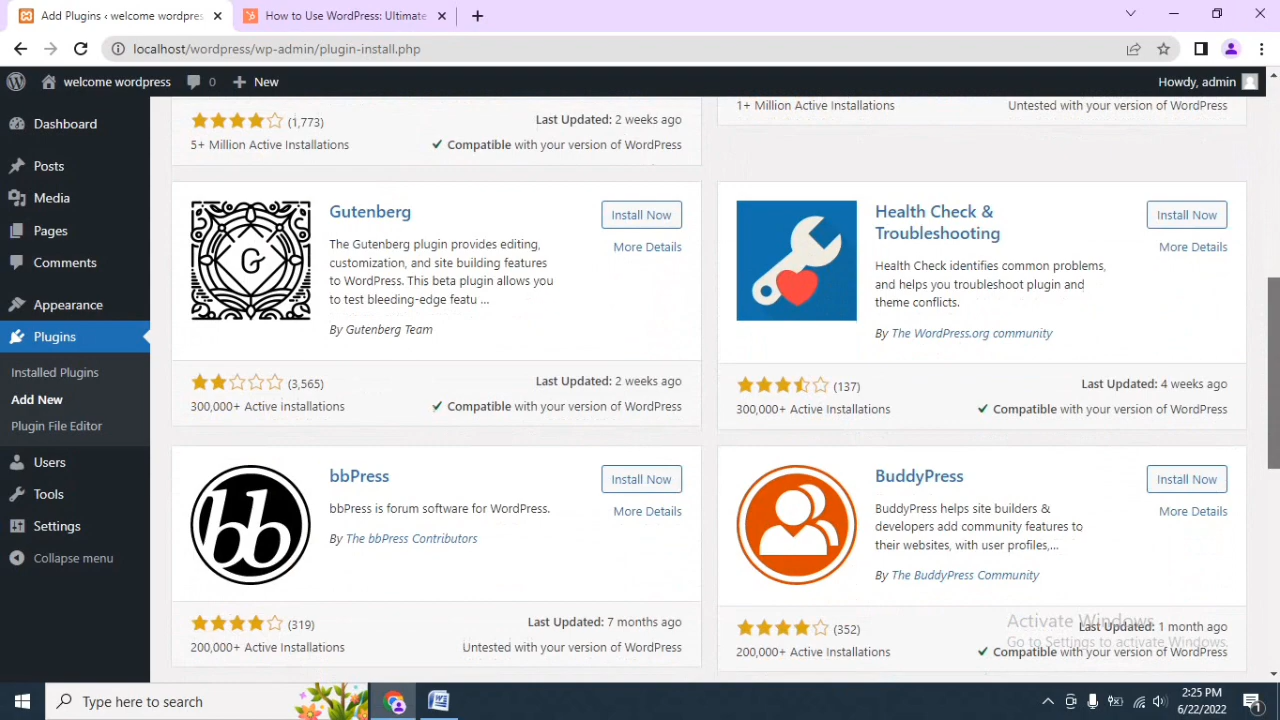 Add Plugins ‹ welcome wordpres
How to Use WordPress: Ultimate
localhost/wordpress/wp-admin/plugin-install.php
welcome wordpress
0
New
Howdy, admin
Dashboard
Posts
Media
Pages
Comments
Appearance
Plugins
Installed Plugins
Add New
Plugin File Editor
Users
Tools
Settings
Collapse menu
(1,773)
Last Updated: 2 weeks ago
5+ Million Active Installations
Compatible with your version of WordPress
1+ Million Active Installations
Untested with your version of WordPress
G
Gutenberg
Install Now
More Details
The Gutenberg plugin provides editing,
customization, and site building features
to WordPress. This beta plugin allows you
to test bleeding-edge featu ...
By Gutenberg Team
(3,565)
Last Updated: 2 weeks ago
300,000+ Active Installations
Compatible with your version of WordPress
Health Check &
Troubleshooting
Install Now
More Details
Health Check identifies common problems,
and helps you troubleshoot plugin and
theme conflicts.
By The WordPress.org community
(137)
Last Updated: 4 weeks ago
300,000+ Active Installations
Compatible with your version of WordPress
bb
bbPress
Install Now
More Details
bbPress is forum software for WordPress.
By The bbPress Contributors
(319)
Last Updated: 7 months ago
200,000+ Active Installations
Untested with your version of WordPress
BuddyPress
Install Now
More Details
BuddyPress helps site builders &
developers add community features to
their websites, with user profiles,...
By The BuddyPress Community
(352)
Last Updated: 1 month ago
200,000+ Active Installations
Compatible with your version of WordPress
Activate Windows
Go to Settings to activate Windows.
Type here to search
2:25 PM
6/22/2022
1